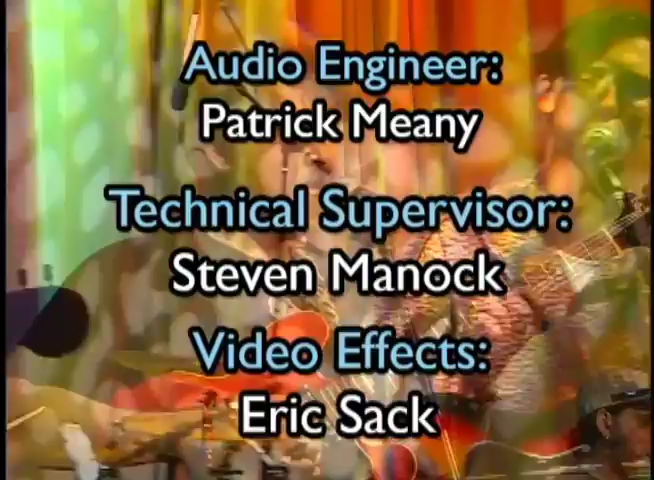 Audio Engineer:
Patrick Meany
Technical Supervisor:
Steven Manock
Video Effects:
Eric Sack